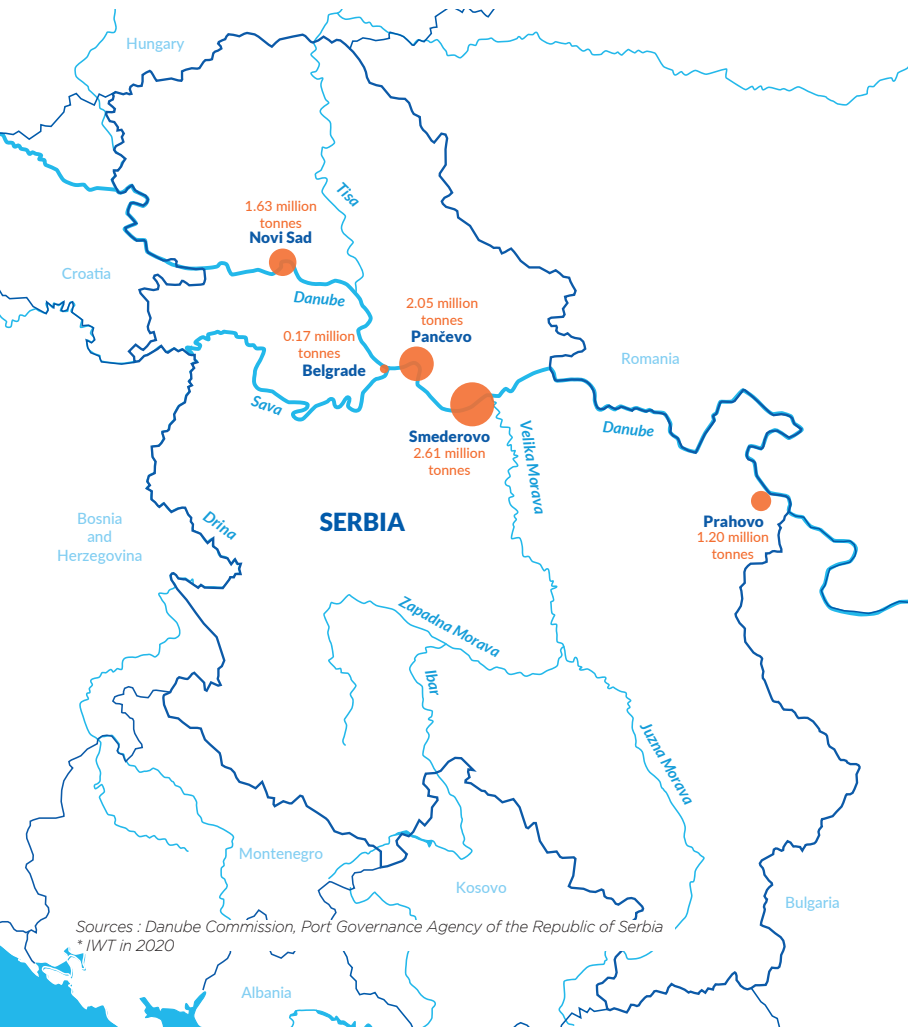 Hungary
Tisa
1.63 million
tonnes
Novi Sad
Croatia
Danube
2.05 million
tonnes
Pančevo
0.17 million
tonnes
Belgrade
Romania
Sava
Danube
Smederovo
2.61 million
tonnes
Velika Morava
SERBIA
Bosnia
and
Herzegovina
Drina
Prahovo
1.20 million
tonnes
Zapadna Morava
Ibar
Juzna Morava
Montenegro
Kosovo
Bulgaria
Sources : Danube Commission, Port Governance Agency of the Republic of Serbia
* IWT in 2020
Albania